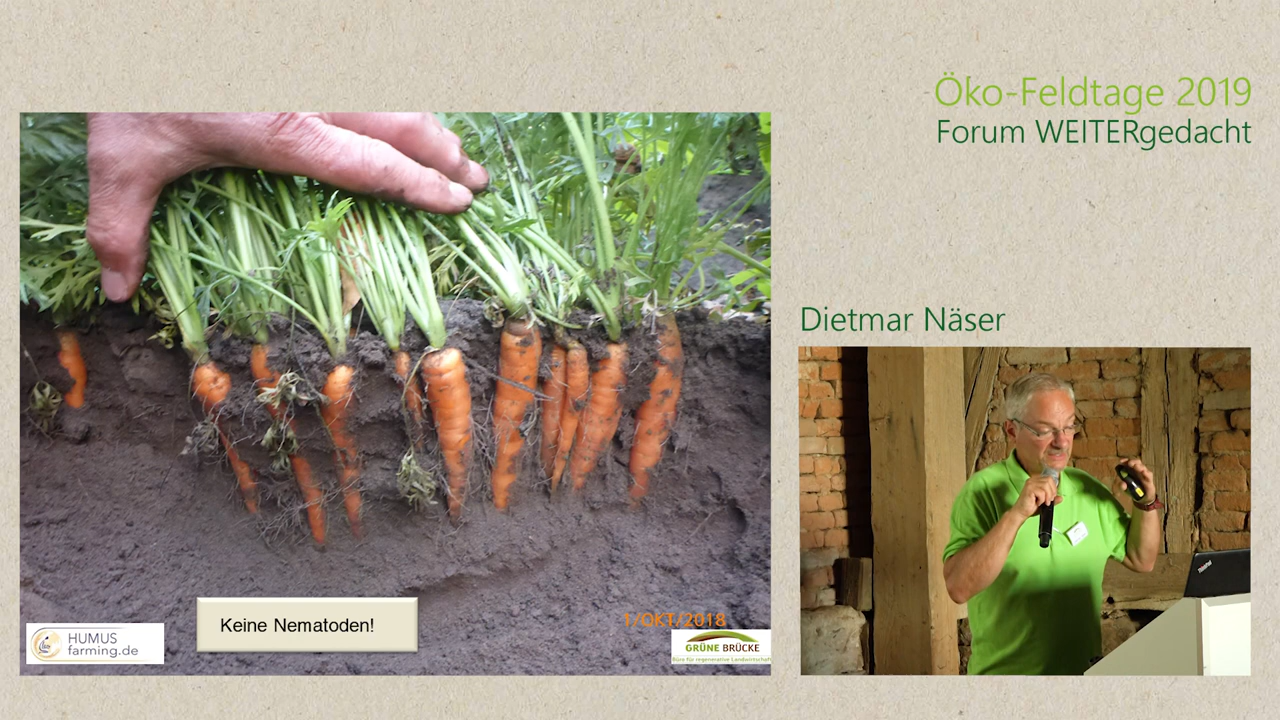 Öko-Feldtage 2019
Forum WEITERgedacht
Dietmar Näser
Keine Nematoden!
1/OKT/2018
HUMUS
farming.de
GRÜNE BRÜCKE
Büro für regenerative Landwirtschaft
ThinkPad